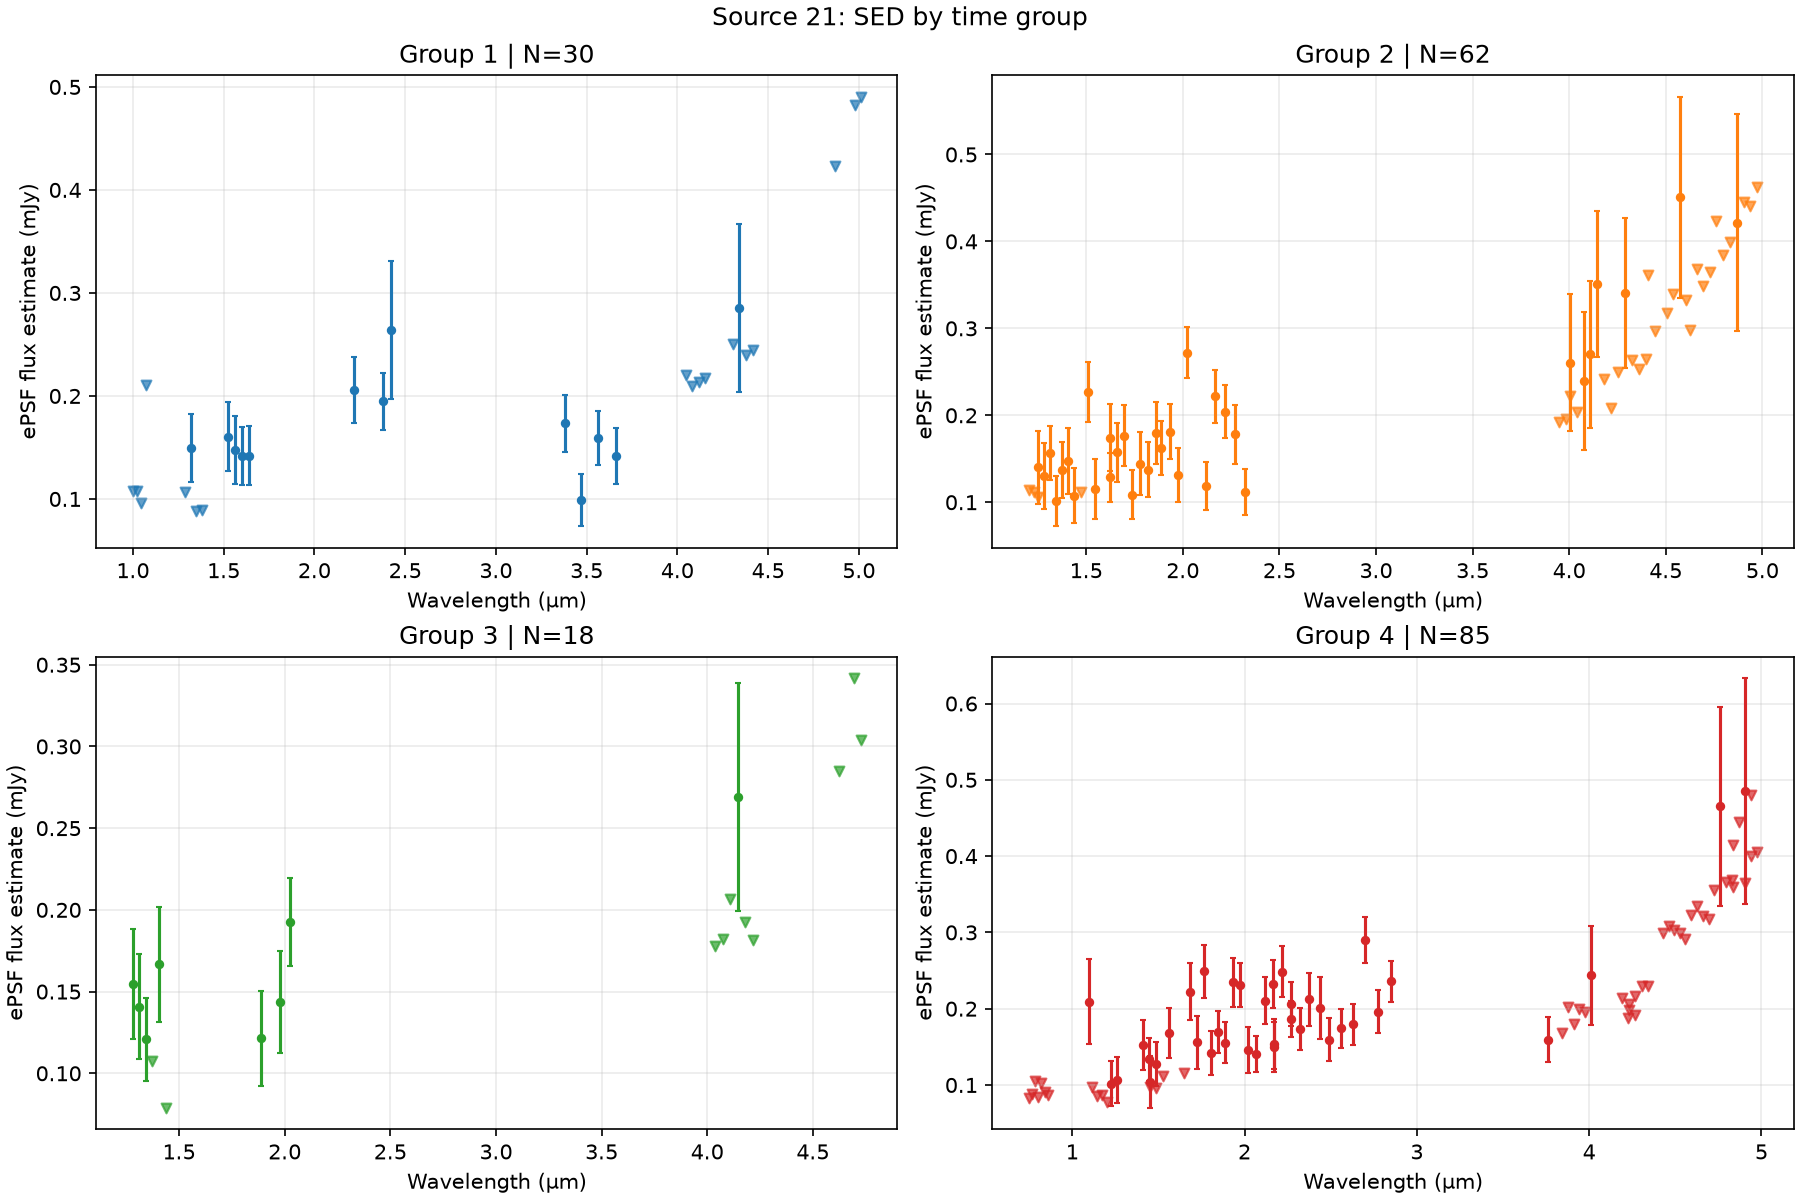 Source 21: SED by time group
Group 1 | N=30
ePSF flux estimate (mJy)
0.5
0.4
0.3
0.2
0.1
1.0 1.5 2.0 2.5 3.0 3.5 4.0 4.5 5.0
Wavelength (µm)
Group 2 | N=62
ePSF flux estimate (mJy)
0.5
0.4
0.3
0.2
0.1
1.5 2.0 2.5 3.0 3.5 4.0 4.5 5.0
Wavelength (µm)
Group 3 | N=18
ePSF flux estimate (mJy)
0.35
0.30
0.25
0.20
0.15
0.10
1.5 2.0 2.5 3.0 3.5 4.0 4.5
Wavelength (µm)
Group 4 | N=85
ePSF flux estimate (mJy)
0.6
0.5
0.4
0.3
0.2
0.1
1 2 3 4 5
Wavelength (µm)